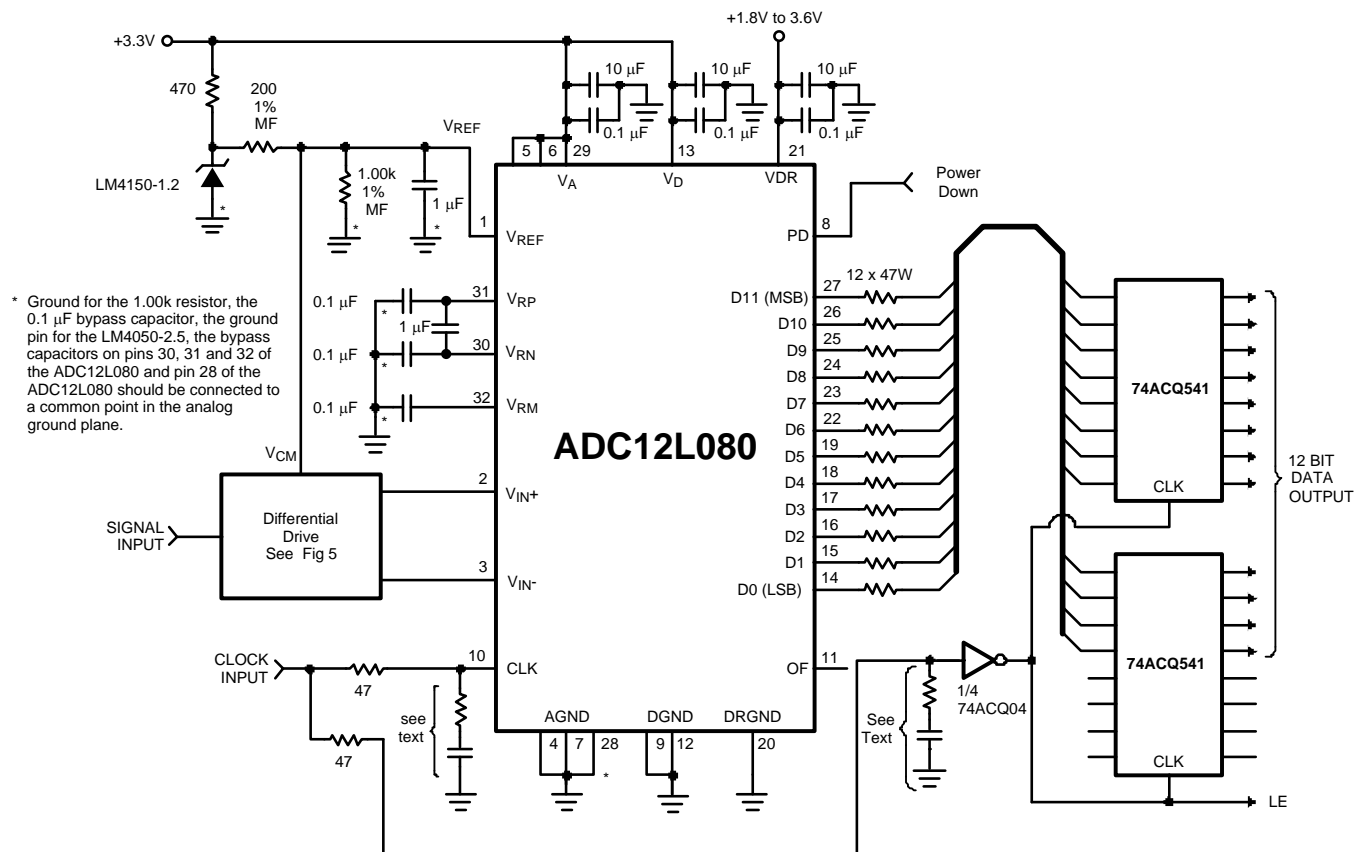 +1.8V to 3.6V
+3.3V
470
200
1%
MF
VREF
10 µF
0.1 µF
10 µF
0.1 µF
10 µF
0.1 µF
LM4150-1.2
*
1.00k
1%
MF
*
1 µF
*
5
6
29
13
21
VA
VD
VDR
Power
Down
8
PD
1
VREF
* Ground for the 1.00k resistor, the
0.1 µF bypass capacitor, the ground
pin for the LM4050-2.5, the bypass
capacitors on pins 30, 31 and 32 of
the ADC12L080 and pin 28 of the
ADC12L080 should be connected to
a common point in the analog
ground plane.
0.1 µF
*
1 µF
31
VRP
0.1 µF
*
30
VRN
0.1 µF
*
32
VRM
ADC12L080
12 x 47W
D11 (MSB)
27
D10
26
D9
25
D8
24
D7
23
D6
22
D5
19
D4
18
D3
17
D2
16
D1
15
D0 (LSB)
14
74ACQ541
CLK
12 BIT
DATA
OUTPUT
VCM
SIGNAL
INPUT
Differential
Drive
See Fig 5
2
VIN+
3
VIN-
CLOCK
INPUT
47
47
10
CLK
see
text
OF
11
AGND
DGND
DRGND
4
7
28
*
9
12
20
See
Text
1/4
74ACQ04
74ACQ541
CLK
LE